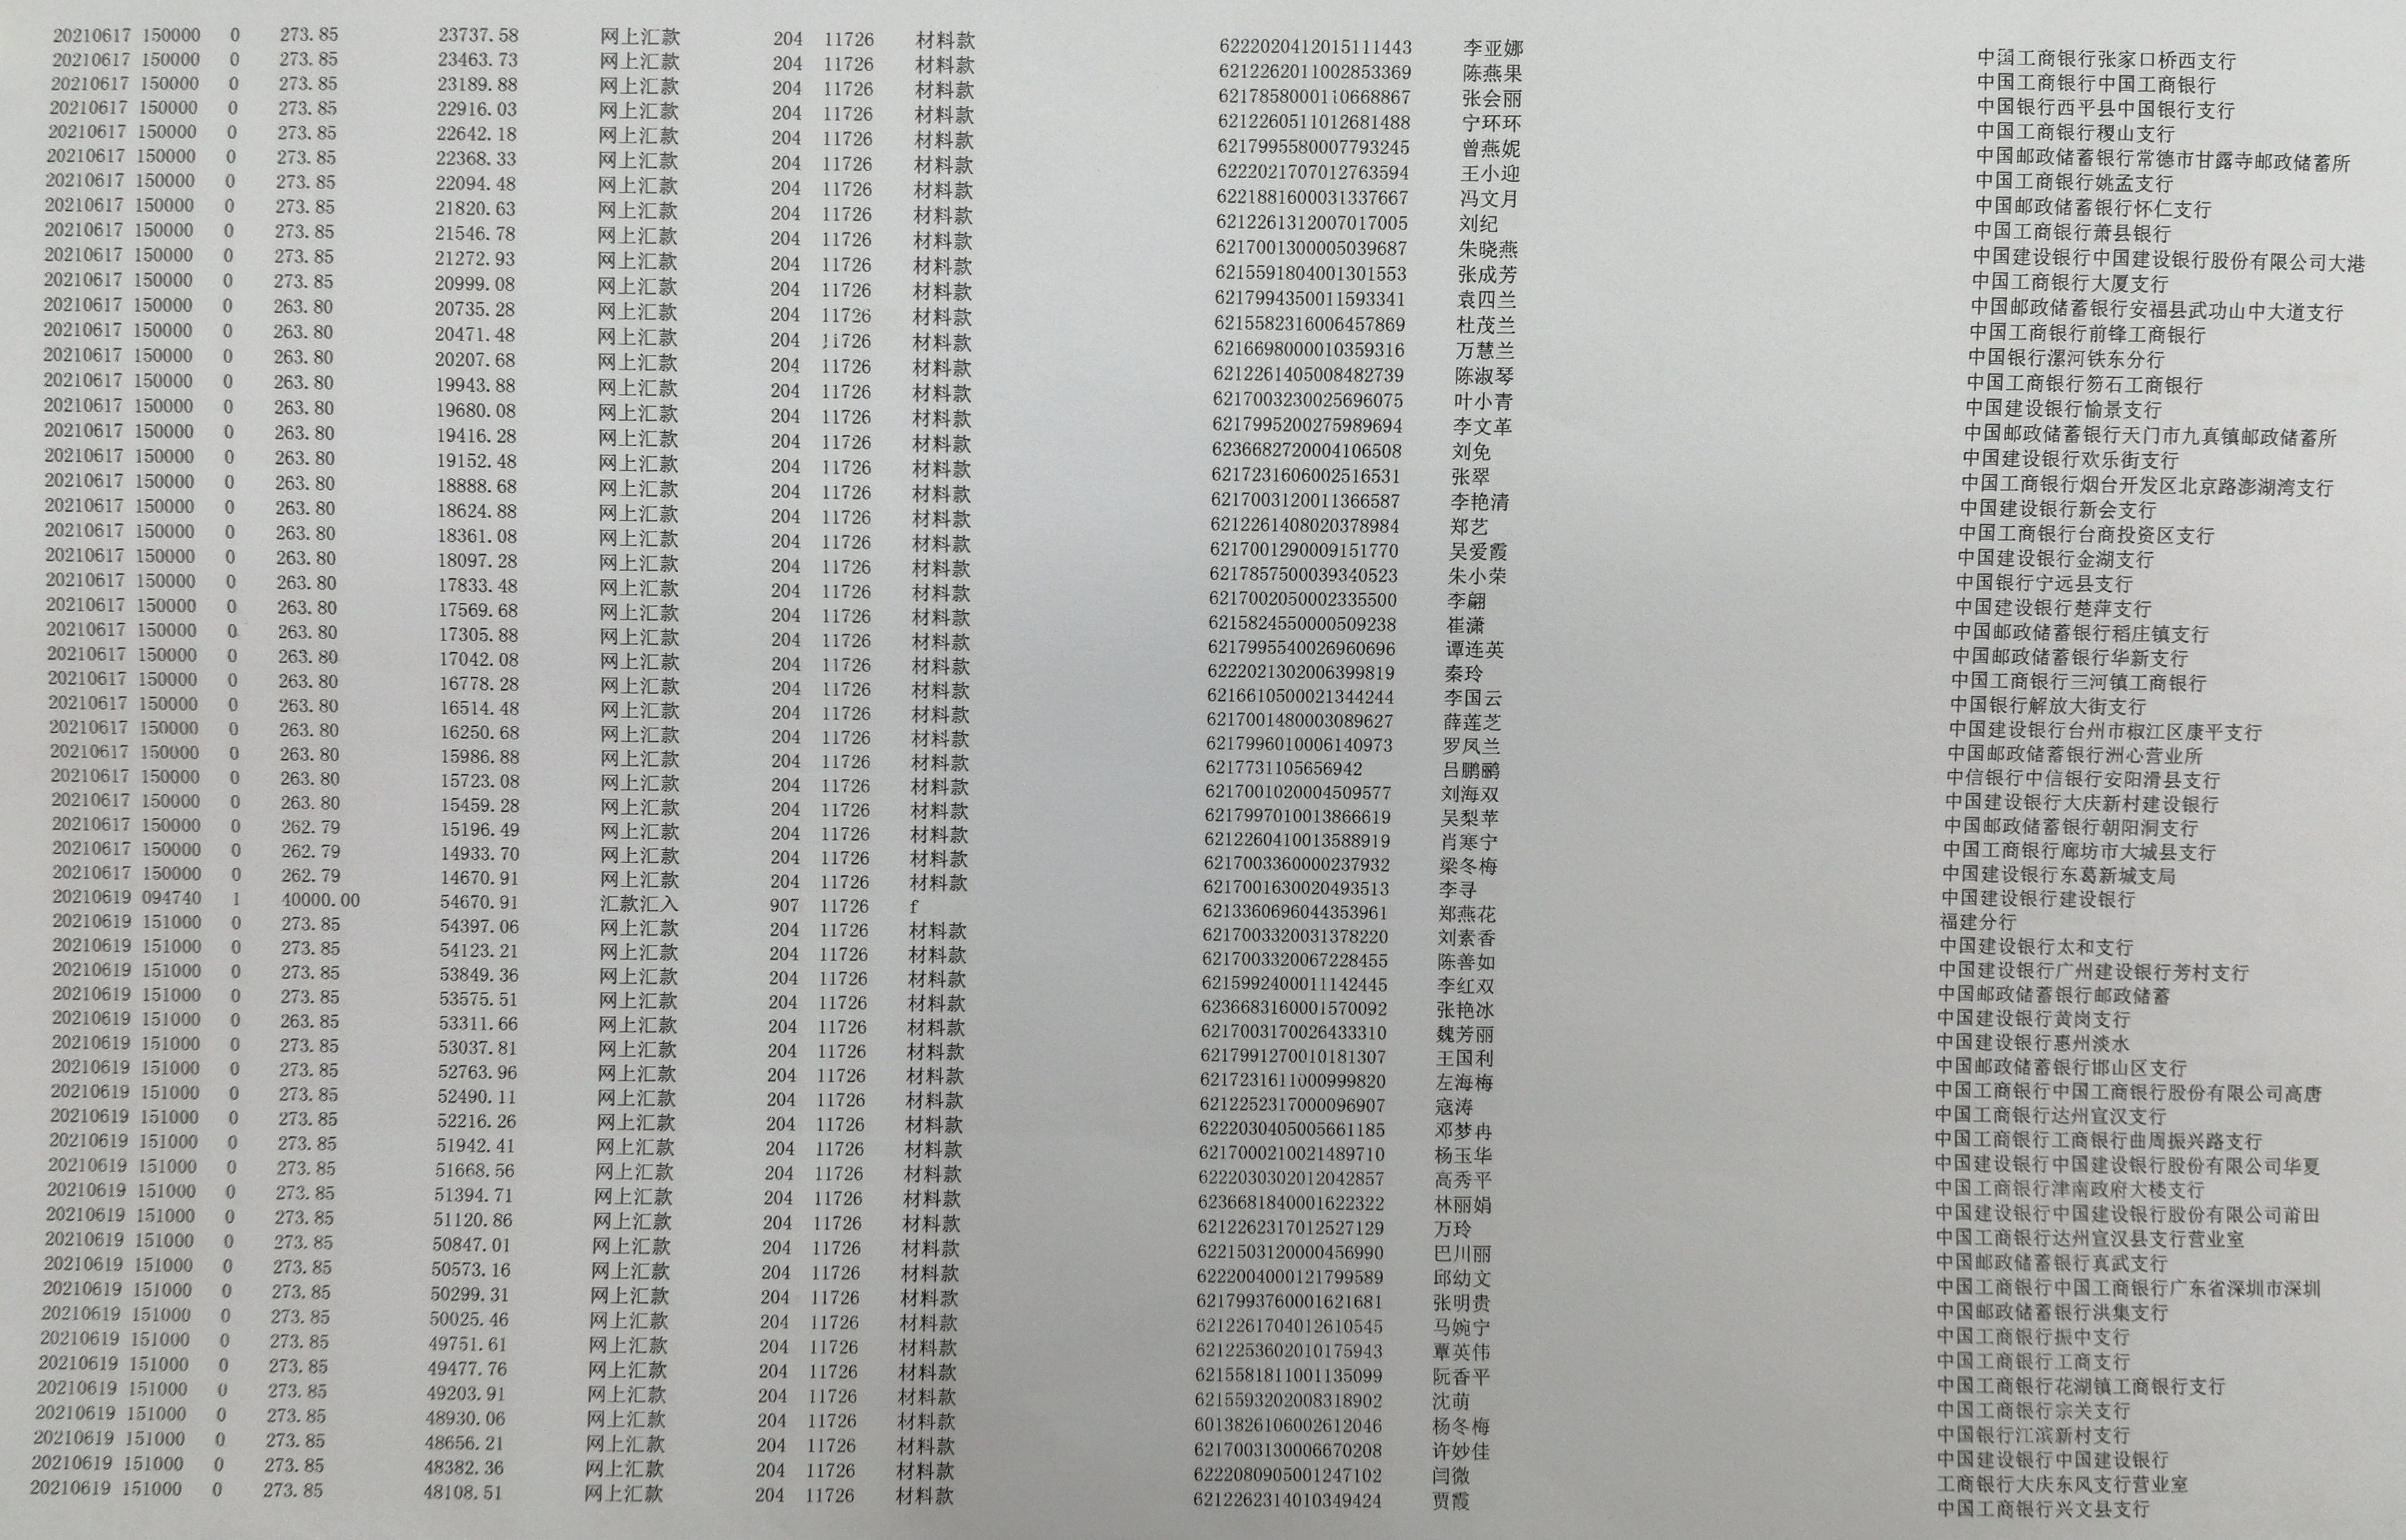 20210617 150000 0 273.85 23737.58 网上汇款 204 11726 材料款 6222020412015111443 李亚娜 中国工商银行张家口桥西支行
20210617 150000 0 273.85 23463.73 网上汇款 204 11726 材料款 6212262011002853369 陈燕果 中国工商银行中国工商银行
20210617 150000 0 273.85 23189.88 网上汇款 204 11726 材料款 6217858000110668867 张会丽 中国银行西平县中国银行支行
20210617 150000 0 273.85 22916.03 网上汇款 204 11726 材料款 6212260511012681488 宁环环 中国工商银行稷山支行
20210617 150000 0 273.85 22642.18 网上汇款 204 11726 材料款 6217995580007793245 曾燕妮 中国邮政储蓄银行常德市甘露寺邮政储蓄所
20210617 150000 0 273.85 22368.33 网上汇款 204 11726 材料款 6222021707012763594 王小迎 中国工商银行姚孟支行
20210617 150000 0 273.85 22094.48 网上汇款 204 11726 材料款 6221881600031337667 冯文月 中国邮政储蓄银行怀仁支行
20210617 150000 0 273.85 21820.63 网上汇款 204 11726 材料款 6212261312007017005 刘纪 中国工商银行萧县银行
20210617 150000 0 273.85 21546.78 网上汇款 204 11726 材料款 6217001300005039687 朱晓燕 中国建设银行中国建设银行股份有限公司大港
20210617 150000 0 273.85 21272.93 网上汇款 204 11726 材料款 6215591804001301553 张成芳 中国工商银行大厦支行
20210617 150000 0 273.85 20999.08 网上汇款 204 11726 材料款 6217994350011593341 袁四兰 中国邮政储蓄银行安福县武功山中大道支行
20210617 150000 0 263.80 20735.28 网上汇款 204 11726 材料款 6215582316006457869 杜茂兰 中国工商银行前锋工商银行
20210617 150000 0 263.80 20471.48 网上汇款 204 11726 材料款 6216698000010359316 万慧兰 中国银行漯河铁东分行
20210617 150000 0 263.80 20207.68 网上汇款 204 11726 材料款 6212261405008482739 陈淑琴 中国工商银行笏石工商银行
20210617 150000 0 263.80 19943.88 网上汇款 204 11726 材料款 6217003230025696075 叶小青 中国建设银行愉景支行
20210617 150000 0 263.80 19680.08 网上汇款 204 11726 材料款 6217995200275989694 李文革 中国邮政储蓄银行天门市九真镇邮政储蓄所
20210617 150000 0 263.80 19416.28 网上汇款 204 11726 材料款 6236682720004106508 刘免 中国建设银行欢乐街支行
20210617 150000 0 263.80 19152.48 网上汇款 204 11726 材料款 6217231606002516531 张翠 中国工商银行烟台开发区北京路澎湖湾支行
20210617 150000 0 263.80 18888.68 网上汇款 204 11726 材料款 6217003120011366587 李艳清 中国建设银行新会支行
20210617 150000 0 263.80 18624.88 网上汇款 204 11726 材料款 6212261408020378984 郑艺 中国工商银行台商投资区支行
20210617 150000 0 263.80 18361.08 网上汇款 204 11726 材料款 6217001290009151770 吴爱霞 中国建设银行金湖支行
20210617 150000 0 263.80 18097.28 网上汇款 204 11726 材料款 6217857500039340523 朱小荣 中国银行宁远县支行
20210617 150000 0 263.80 17833.48 网上汇款 204 11726 材料款 6217002050002335500 李翩 中国建设银行楚萍支行
20210617 150000 0 263.80 17569.68 网上汇款 204 11726 材料款 6215824550000509238 崔潇 中国邮政储蓄银行稻庄镇支行
20210617 150000 0 263.80 17305.88 网上汇款 204 11726 材料款 6217995540026960696 谭连英 中国邮政储蓄银行华新支行
20210617 150000 0 263.80 17042.08 网上汇款 204 11726 材料款 6222021302006399819 秦玲 中国工商银行三河镇工商银行
20210617 150000 0 263.80 16778.28 网上汇款 204 11726 材料款 6216610500021344244 李国云 中国银行解放大街支行
20210617 150000 0 263.80 16514.48 网上汇款 204 11726 材料款 6217001480003089627 薛莲芝 中国建设银行台州市椒江区康平支行
20210617 150000 0 263.80 16250.68 网上汇款 204 11726 材料款 6217996010006140973 罗凤兰 中国邮政储蓄银行洲心营业所
20210617 150000 0 263.80 15986.88 网上汇款 204 11726 材料款 6217731105656942 吕鹏鹂 中信银行中信银行安阳滑县支行
20210617 150000 0 263.80 15723.08 网上汇款 204 11726 材料款 6217001020004509577 刘海双 中国建设银行大庆新村建设银行
20210617 150000 0 263.80 15459.28 网上汇款 204 11726 材料款 6217997010013866619 吴梨苹 中国邮政储蓄银行朝阳洞支行
20210617 150000 0 262.79 15196.49 网上汇款 204 11726 材料款 6212260410013588919 肖寒宁 中国工商银行廊坊市大城县支行
20210617 150000 0 262.79 14933.70 网上汇款 204 11726 材料款 6217003360000237932 梁冬梅 中国建设银行东葛新城支局
20210617 150000 0 262.79 14670.91 网上汇款 204 11726 材料款 6217001630020493513 李寻 中国建设银行建设银行
20210619 094740 1 40000.00 54670.91 汇款汇入 907 11726 f 6213360696044353961 郑燕花 福建分行
20210619 151000 0 273.85 54397.06 网上汇款 204 11726 材料款 6217003320031378220 刘素香 中国建设银行太和支行
20210619 151000 0 273.85 54123.21 网上汇款 204 11726 材料款 6217003320067228455 陈善如 中国建设银行广州建设银行芳村支行
20210619 151000 0 273.85 53849.36 网上汇款 204 11726 材料款 6215992400011142445 李红双 中国邮政储蓄银行邮政储蓄
20210619 151000 0 273.85 53575.51 网上汇款 204 11726 材料款 6236683160001570092 张艳冰 中国建设银行黄岗支行
20210619 151000 0 263.85 53311.66 网上汇款 204 11726 材料款 6217003170026433310 魏芳丽 中国建设银行惠州淡水
20210619 151000 0 273.85 53037.81 网上汇款 204 11726 材料款 6217991270010181307 王国利 中国邮政储蓄银行邯山区支行
20210619 151000 0 273.85 52763.96 网上汇款 204 11726 材料款 6217231611000999820 左海梅 中国工商银行中国工商银行股份有限公司高唐
20210619 151000 0 273.85 52490.11 网上汇款 204 11726 材料款 6212252317000096907 寇涛 中国工商银行达州宣汉支行
20210619 151000 0 273.85 52216.26 网上汇款 204 11726 材料款 6222030405005661185 邓梦冉 中国工商银行工商银行曲周振兴路支行
20210619 151000 0 273.85 51942.41 网上汇款 204 11726 材料款 6217000210021489710 杨玉华 中国建设银行中国建设银行股份有限公司华夏
20210619 151000 0 273.85 51668.56 网上汇款 204 11726 材料款 6222030302012042857 高秀平 中国工商银行津南政府大楼支行
20210619 151000 0 273.85 51394.71 网上汇款 204 11726 材料款 6236681840001622322 林丽娟 中国建设银行中国建设银行股份有限公司莆田
20210619 151000 0 273.85 51120.86 网上汇款 204 11726 材料款 6212262317012527129 万玲 中国工商银行达州宣汉县支行营业室
20210619 151000 0 273.85 50847.01 网上汇款 204 11726 材料款 6221503120000456990 巴川丽 中国邮政储蓄银行真武支行
20210619 151000 0 273.85 50573.16 网上汇款 204 11726 材料款 6222004000121799589 邱幼文 中国工商银行中国工商银行广东省深圳市深圳
20210619 151000 0 273.85 50299.31 网上汇款 204 11726 材料款 6217993760001621681 张明贵 中国邮政储蓄银行洪集支行
20210619 151000 0 273.85 50025.46 网上汇款 204 11726 材料款 6212261704012610545 马婉宁 中国工商银行振中支行
20210619 151000 0 273.85 49751.61 网上汇款 204 11726 材料款 6212253602010175943 覃英伟 中国工商银行工商支行
20210619 151000 0 273.85 49477.76 网上汇款 204 11726 材料款 6215581811001135099 阮香平 中国工商银行花湖镇工商银行支行
20210619 151000 0 273.85 49203.91 网上汇款 204 11726 材料款 6215593202008318902 沈萌 中国工商银行宗关支行
20210619 151000 0 273.85 48930.06 网上汇款 204 11726 材料款 6013826106002612046 杨冬梅 中国银行江滨新村支行
20210619 151000 0 273.85 48656.21 网上汇款 204 11726 材料款 6217003130006670208 许妙佳 中国建设银行中国建设银行
20210619 151000 0 273.85 48382.36 网上汇款 204 11726 材料款 6222080905001247102 闫微 工商银行大庆东风支行营业室
20210619 151000 0 273.85 48108.51 网上汇款 204 11726 材料款 6212262314010349424 贾霞 中国工商银行兴文县支行